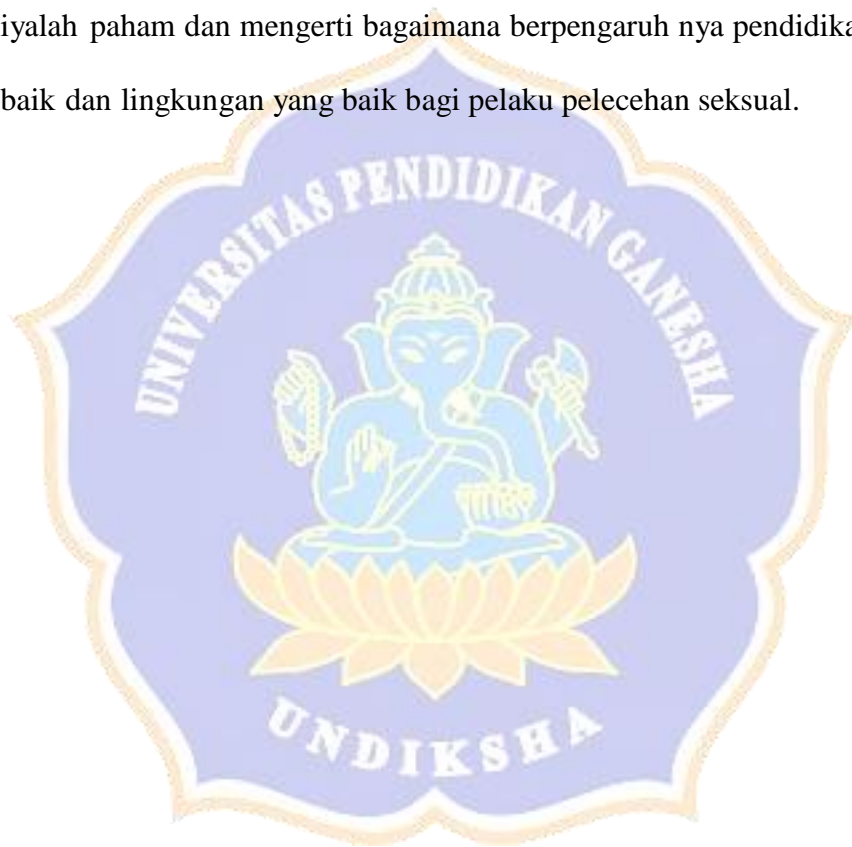 iyalah paham dan mengerti bagaimana berpengaruh nya pendidika
baik dan lingkungan yang baik bagi pelaku pelecehan seksual.
UNIVERSITAS PENDIDIKAN GANESHA
UNDIKSHA